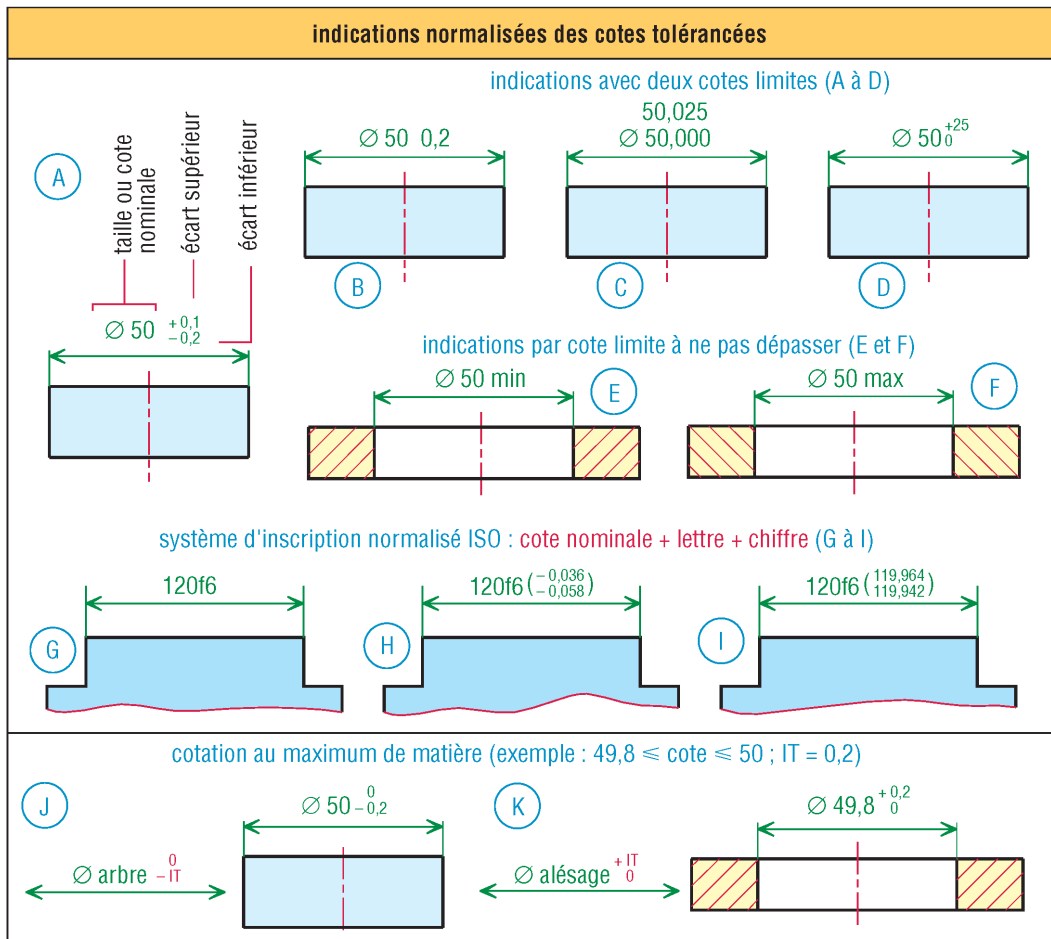 indications normalisées des cotes tolérancées
indications avec deux cotes limites (A à D)
A
taille ou cote
nominale
écart supérieur
écart inférieur
∅ 50 +0,1
−0,2
∅ 50 0,2
B
50,025
∅ 50,000
C
∅ 50 +25
0
D
indications par cote limite à ne pas dépasser (E et F)
∅ 50 min
E
∅ 50 max
F
système d'inscription normalisé ISO : cote nominale + lettre + chiffre (G à I)
120f6
G
120f6 (−0,036
−0,058)
H
120f6 (119,964
119,942)
I
cotation au maximum de matière (exemple : 49,8 ⩽ cote ⩽ 50 ; IT = 0,2)
J
∅ arbre 0
−IT
∅ 50 0
−0,2
K
∅ alésage +IT
0
∅ 49,8 +0,2
0